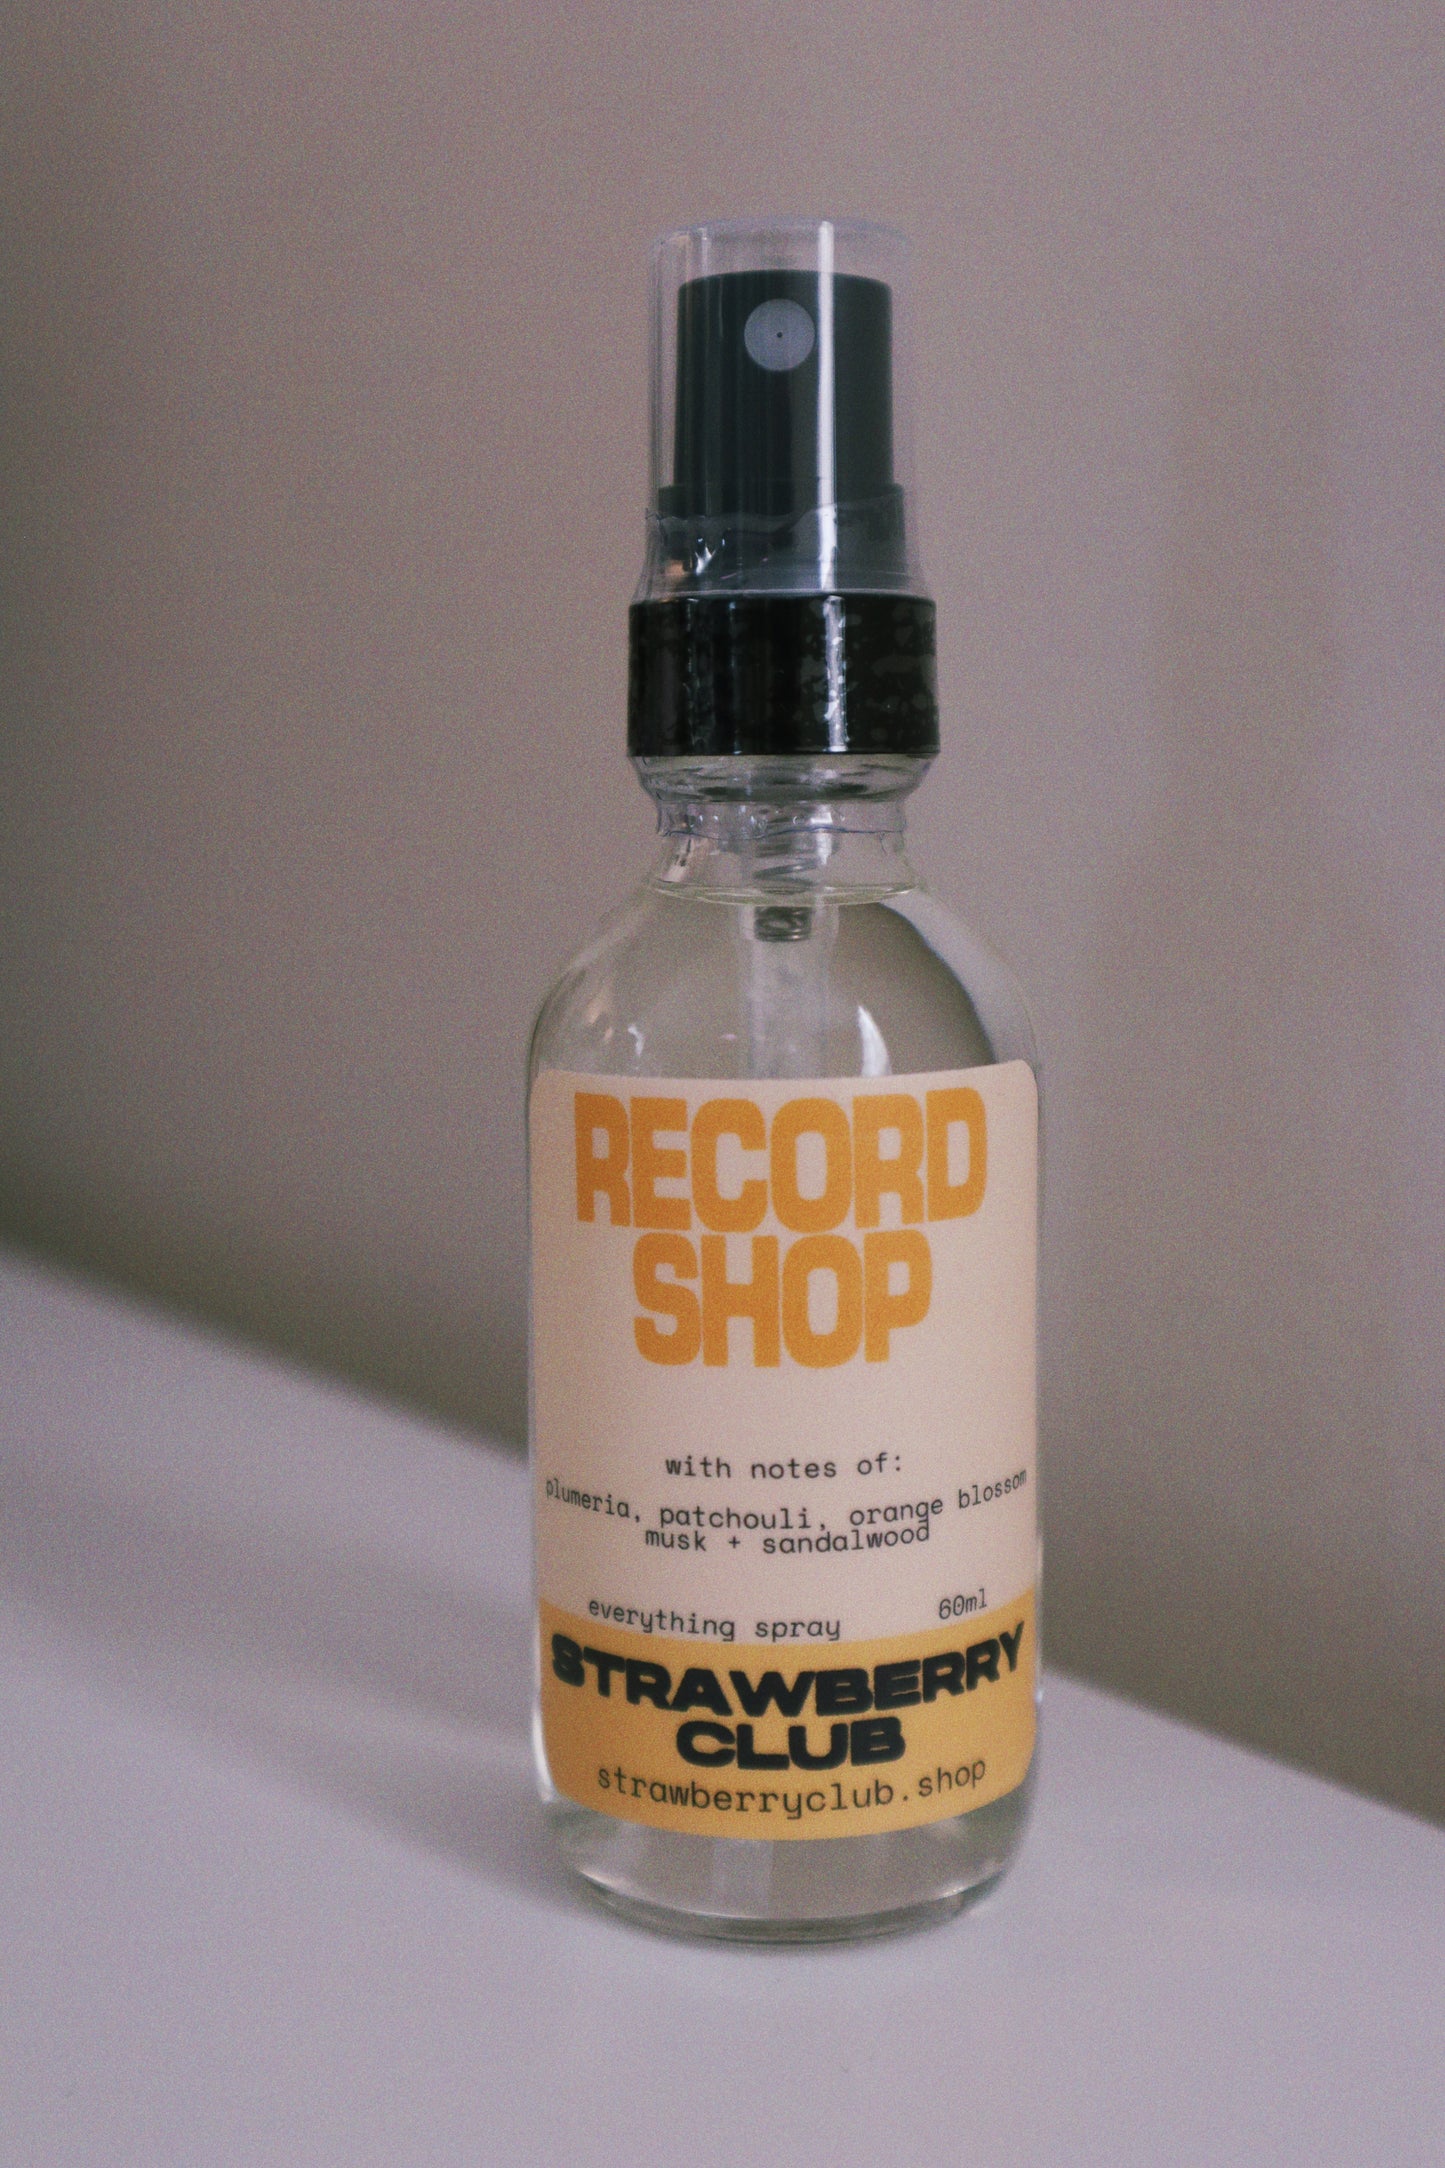 RECORD
SHOP
with notes of:
plumeria, patchouli, orange blossom
musk + sandalwood
everything spray 60ml
STRAWBERRY
CLUB
strawberryclub.shop